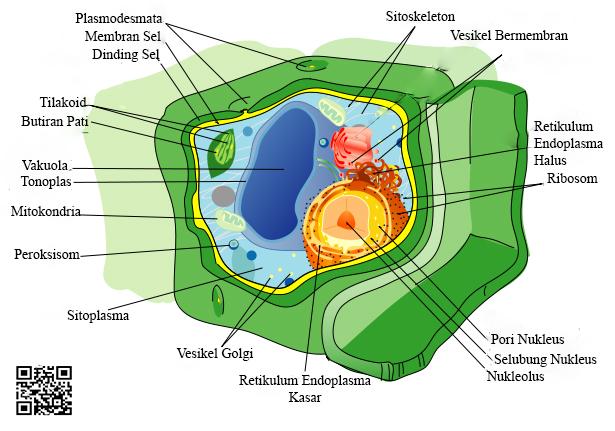 Plasmodesmata
Membran Sel
Dinding Sel
Tilakoid
Butiran Pati
Vakuola
Tonoplas
Mitokondria
Peroksisom
Sitoplasma
Vesikel Golgi
Retikulum Endoplasma
Kasar
Sitoskeleton
Vesikel Bermembran
Retikulum
Endoplasma
Halus
Ribosom
Pori Nukleus
Selubung Nukleus
Nukleolus